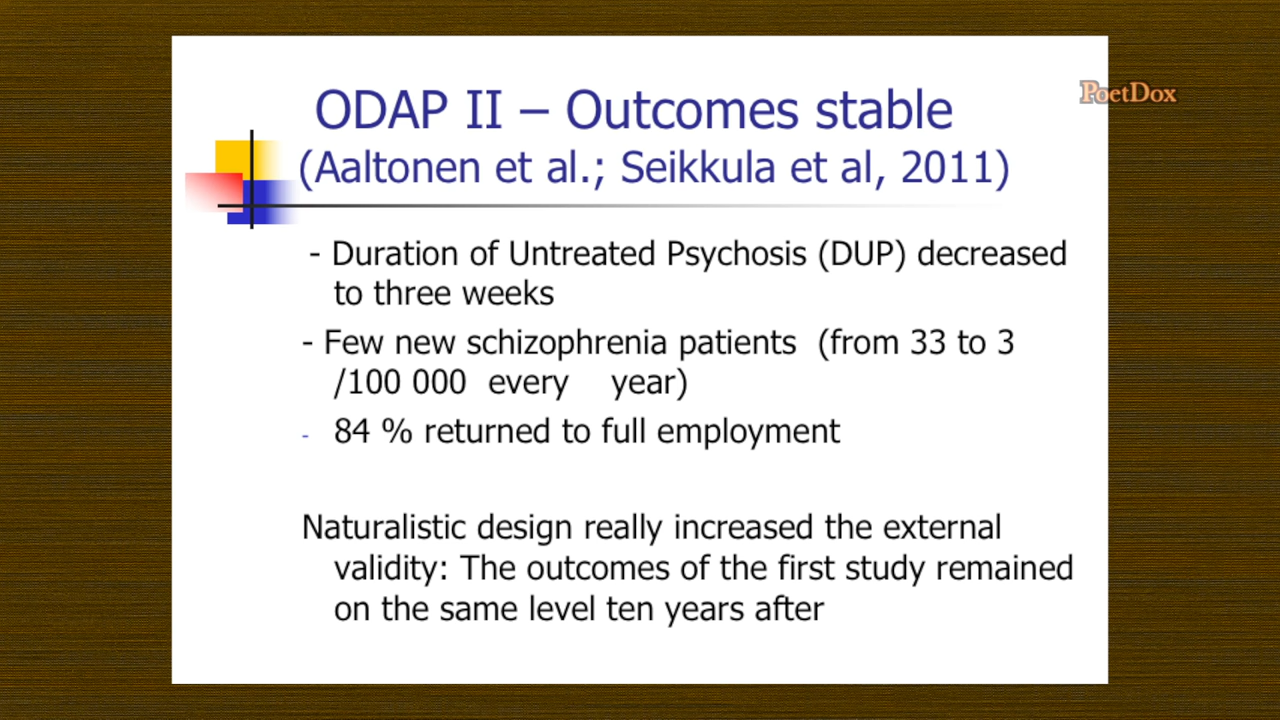 ODAP II – Outcomes stable
PoetDox
(Aaltonen et al.; Seikkula et al, 2011)
- Duration of Untreated Psychosis (DUP) decreased
to three weeks
- Few new schizophrenia patients (from 33 to 3
/100 000 every year)
- 84 % returned to full employment
Naturalistic design really increased the external
validity: The outcomes of the first study remained
on the same level ten years after